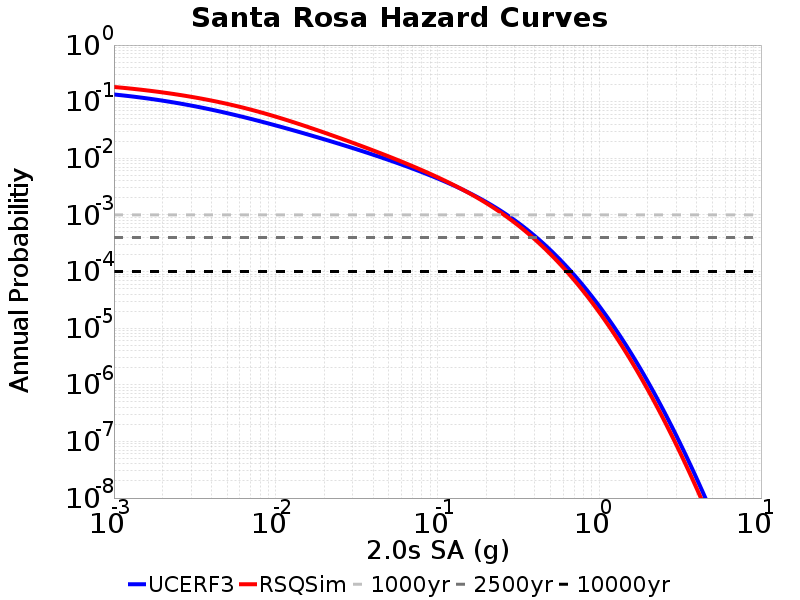 Santa Rosa Hazard Curves
10^0
10^-1
10^-2
10^-3
10^-4
10^-5
10^-6
10^-7
10^-8
Annual Probabilitiy
10^-3 10^-2 10^-1 10^0 10^1
2.0s SA (g)
UCERF3 RSQSim 1000yr 2500yr 10000yr